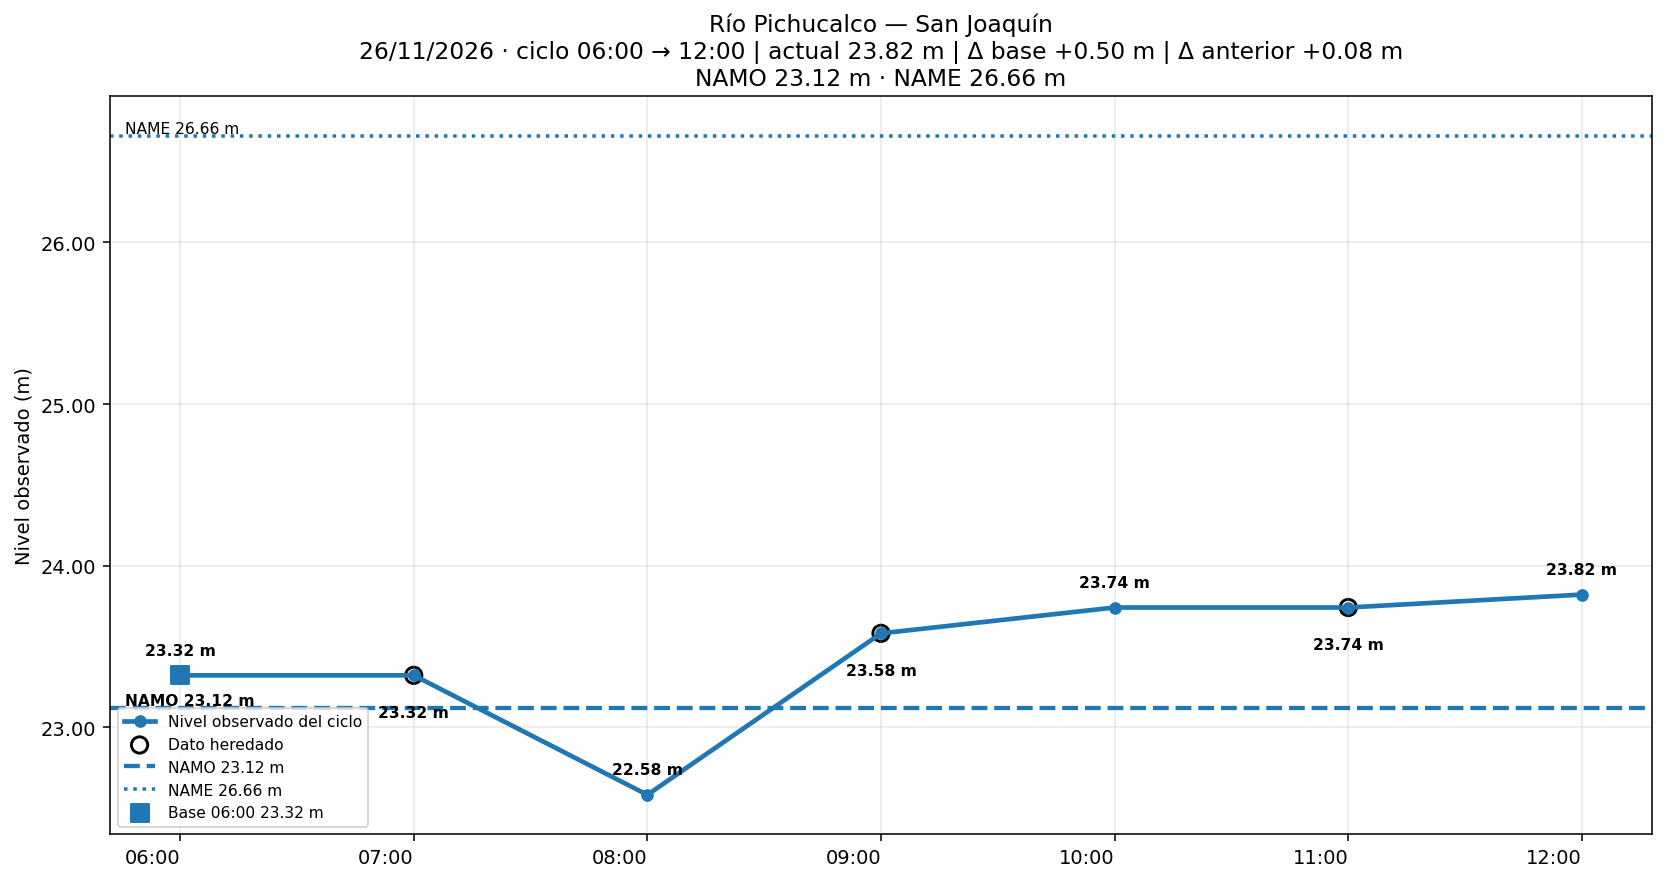 Río Pichucalco — San Joaquín
26/11/2026 · ciclo 06:00 → 12:00 | actual 23.82 m | Δ base +0.50 m | Δ anterior +0.08 m
NAMO 23.12 m · NAME 26.66 m
NAME 26.66 m
Nivel observado (m)
26.00
25.00
24.00
23.00
23.32 m
23.32 m
22.58 m
23.58 m
23.74 m
23.74 m
23.82 m
NAMO 23.12 m
Nivel observado del ciclo
Dato heredado
NAMO 23.12 m
NAME 26.66 m
Base 06:00 23.32 m
06:00 07:00 08:00 09:00 10:00 11:00 12:00